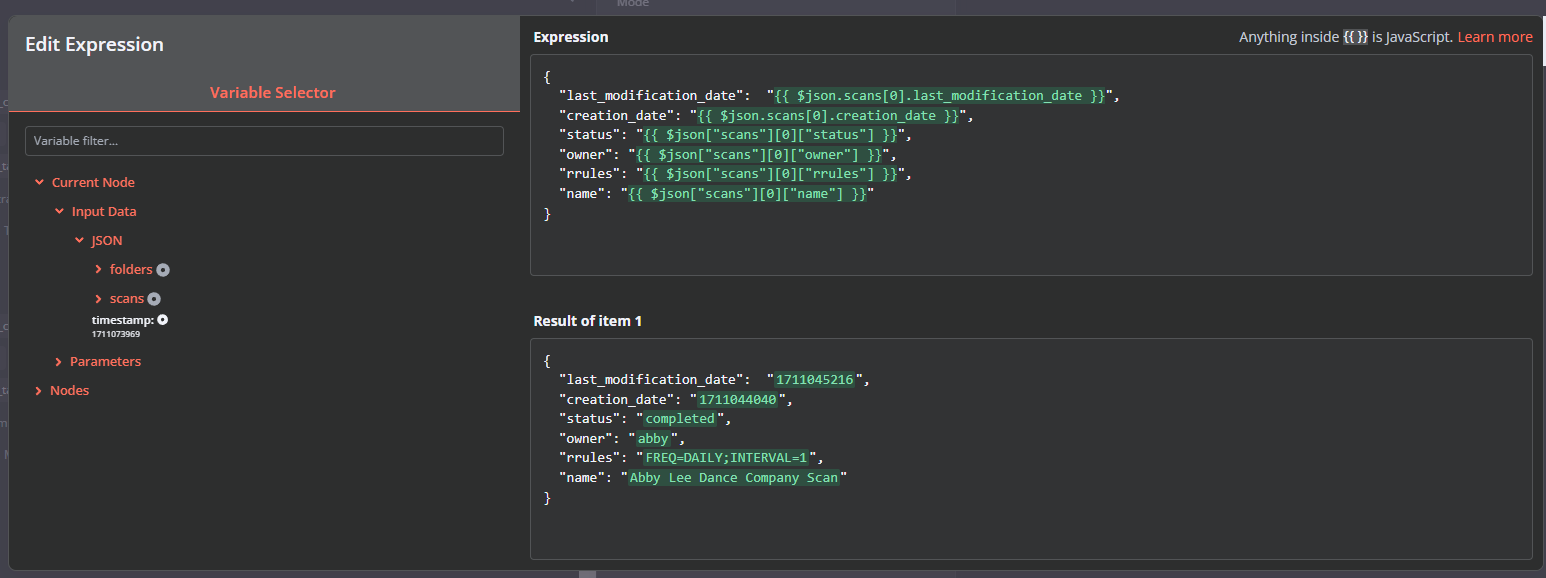 Mode
Edit Expression
Variable Selector
Variable filter...
Current Node
Input Data
JSON
folders
scans
timestamp:
1711073969
Parameters
Nodes
Expression
Anything inside {{ }} is JavaScript. Learn more
{
  "last_modification_date":  "{{ $json.scans[0].last_modification_date }}",
  "creation_date": "{{ $json.scans[0].creation_date }}",
  "status": "{{ $json["scans"][0]["status"] }}",
  "owner": "{{ $json["scans"][0]["owner"] }}",
  "rrules": "{{ $json["scans"][0]["rrules"] }}",
  "name": "{{ $json["scans"][0]["name"] }}"
}
Result of item 1
{
  "last_modification_date":  "1711045216",
  "creation_date": "1711044040",
  "status": "completed",
  "owner": "abby",
  "rrules": "FREQ=DAILY;INTERVAL=1",
  "name": "Abby Lee Dance Company Scan"
}